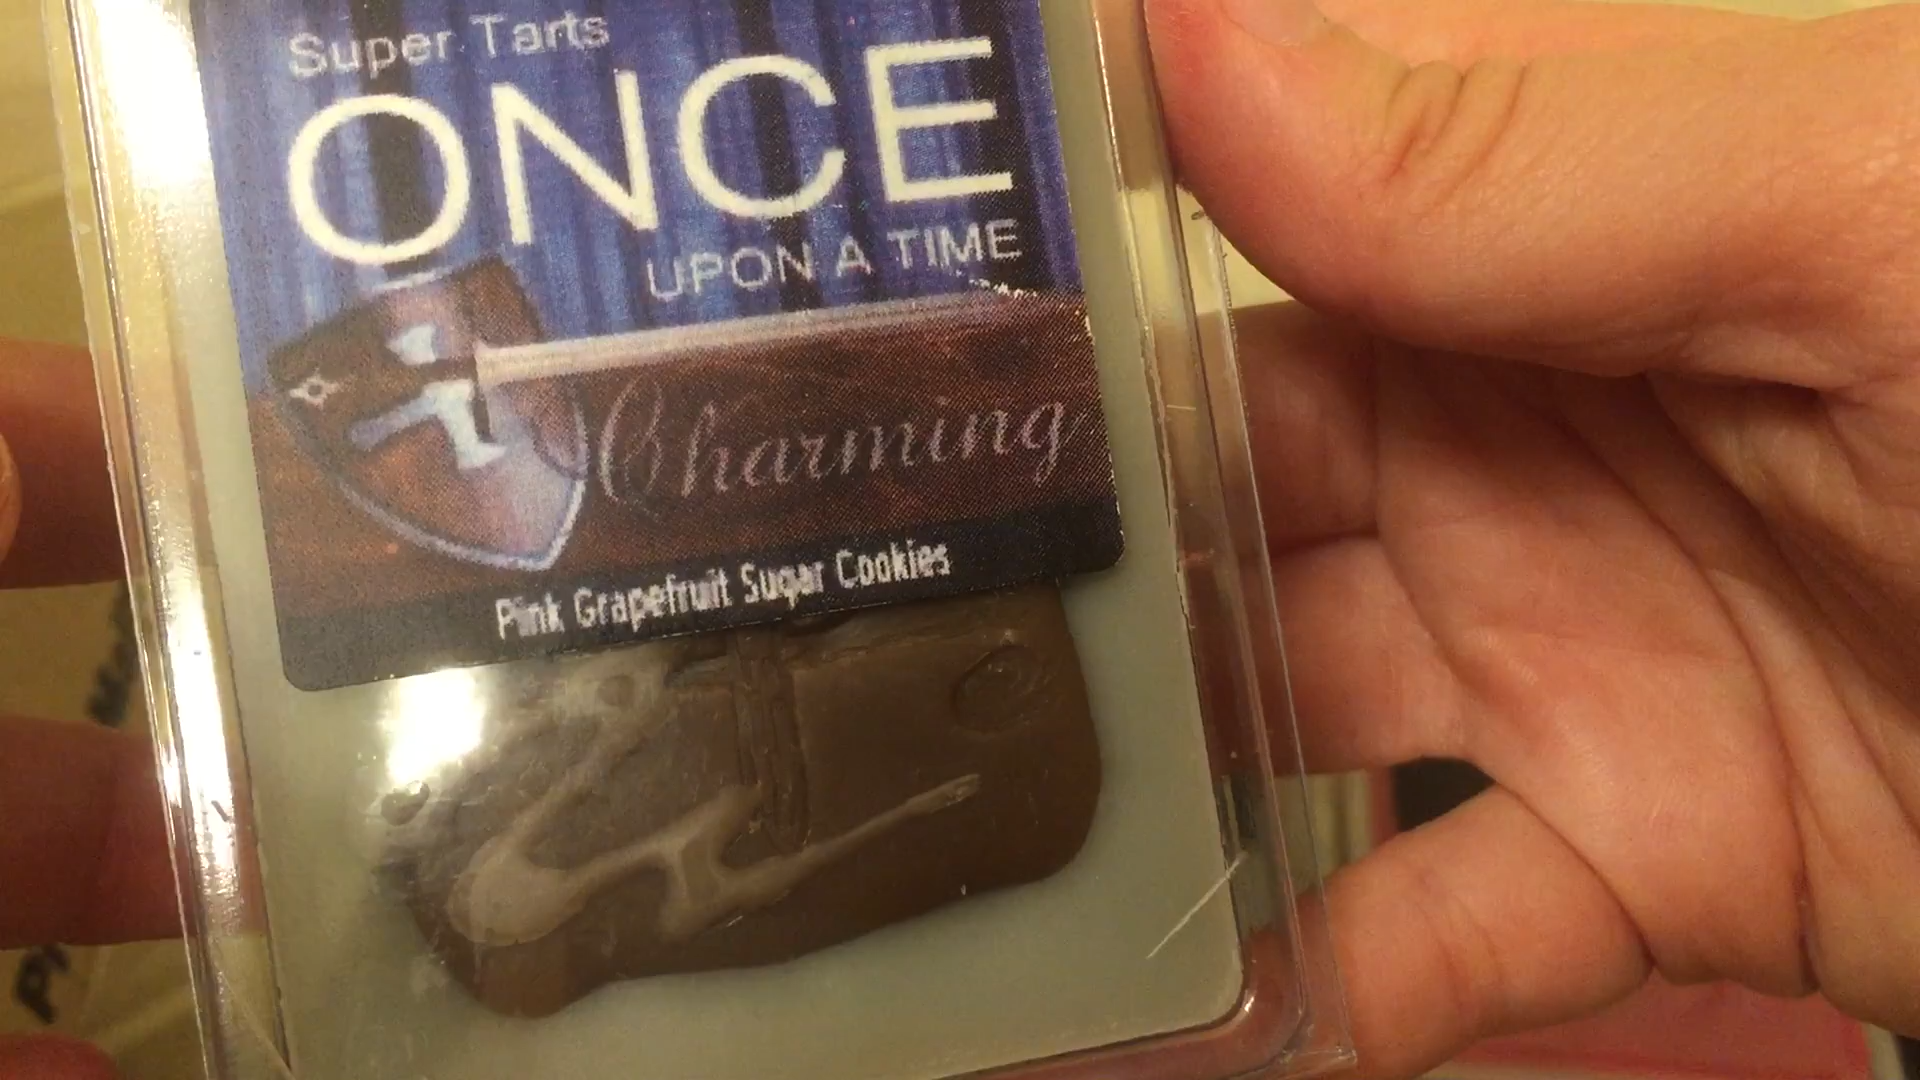 Super Tarts
ONCE
UPON A TIME
Charming
Pink Grapefruit Sugar Cookies